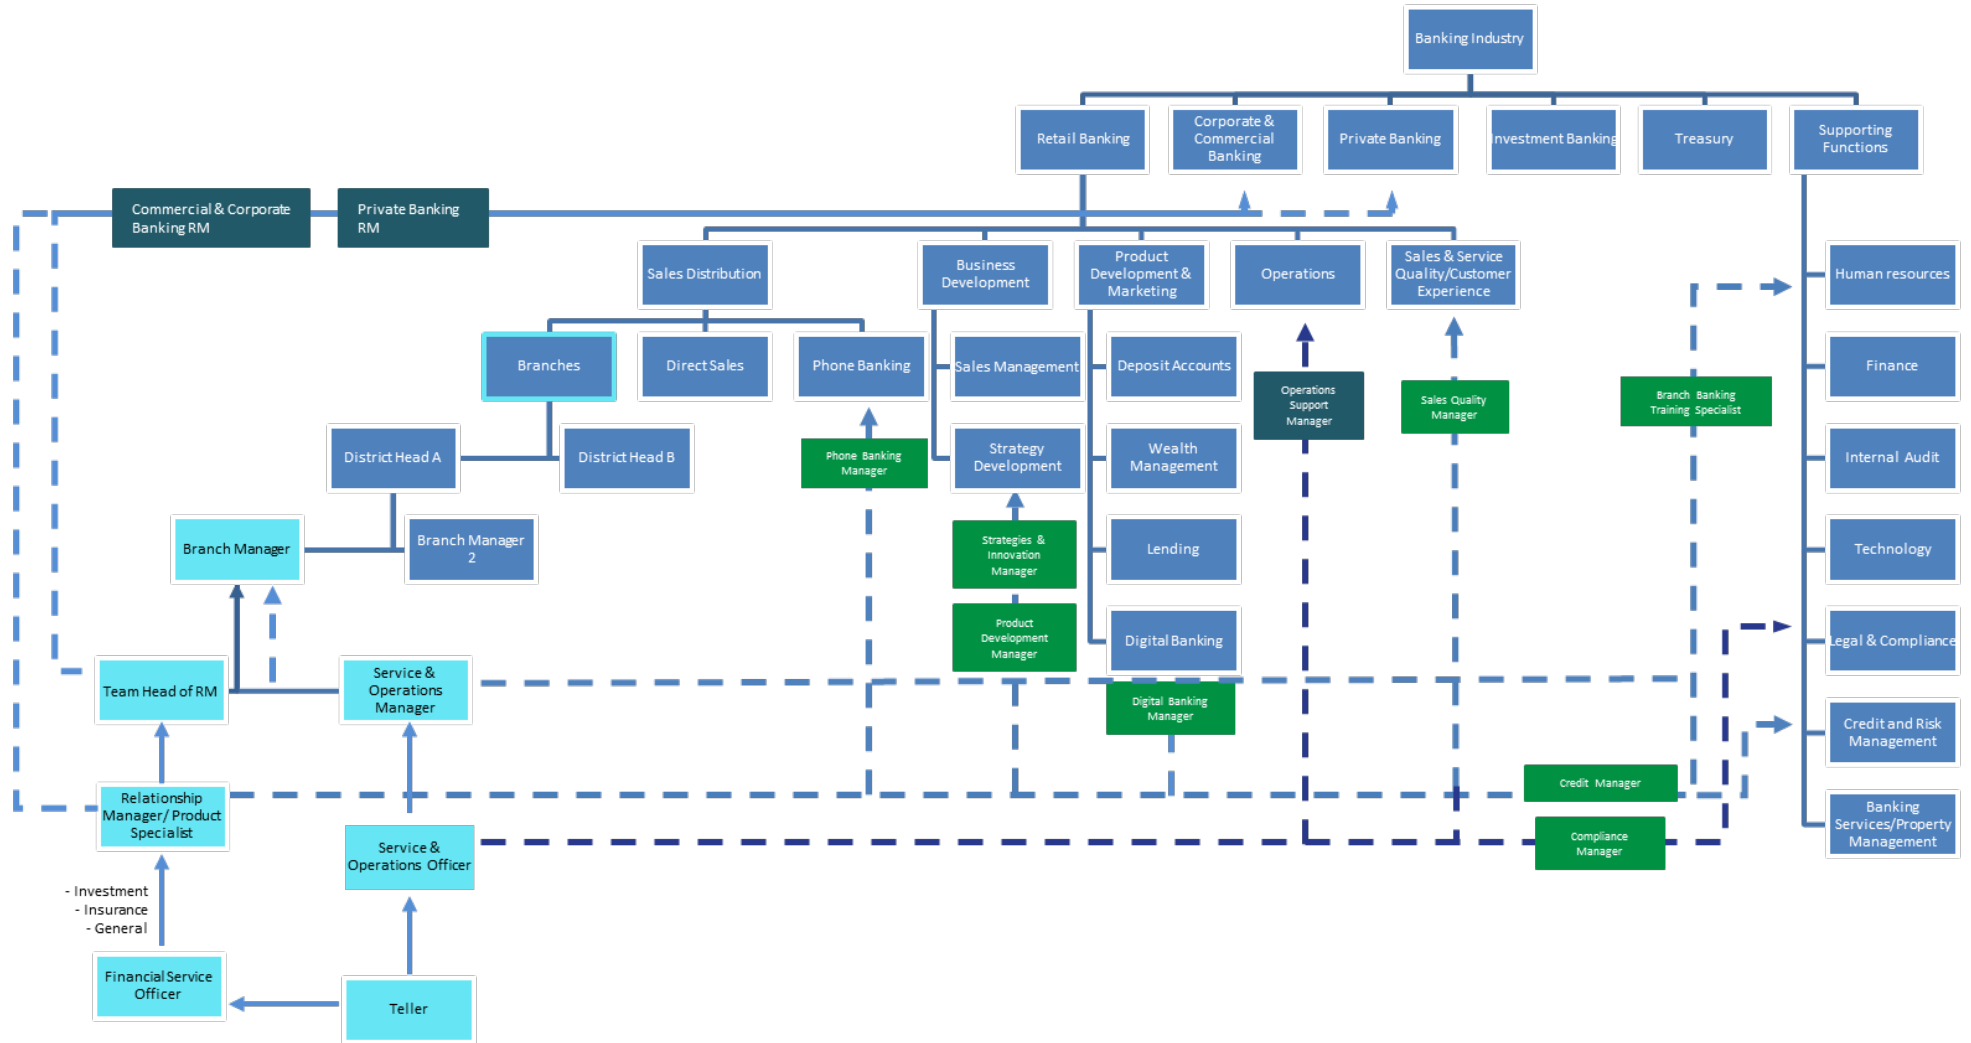 Banking Industry
Retail Banking
Corporate &
Commercial
Banking
Private Banking
Investment Banking
Treasury
Supporting
Functions
Commercial & Corporate
Banking RM
Private Banking
RM
Sales Distribution
Business
Development
Product
Development &
Marketing
Operations
Sales & Service
Quality/Customer
Experience
Human resources
Branches
Direct Sales
Phone Banking
Sales Management
Deposit Accounts
Operations
Support
Manager
Sales Quality
Manager
Branch Banking
Training Specialist
Finance
District Head A
District Head B
Phone Banking
Manager
Strategy
Development
Wealth
Management
Internal Audit
Branch Manager
Branch Manager
2
Strategies &
Innovation
Manager
Lending
Technology
Product
Development
Manager
Digital Banking
Legal & Compliance
Team Head of RM
Service &
Operations
Manager
Digital Banking
Manager
Credit and Risk
Management
Relationship
Manager/ Product
Specialist
Credit Manager
Service &
Operations Officer
Compliance
Manager
Banking
Services/Property
Management
- Investment
- Insurance
- General
Financial Service
Officer
Teller